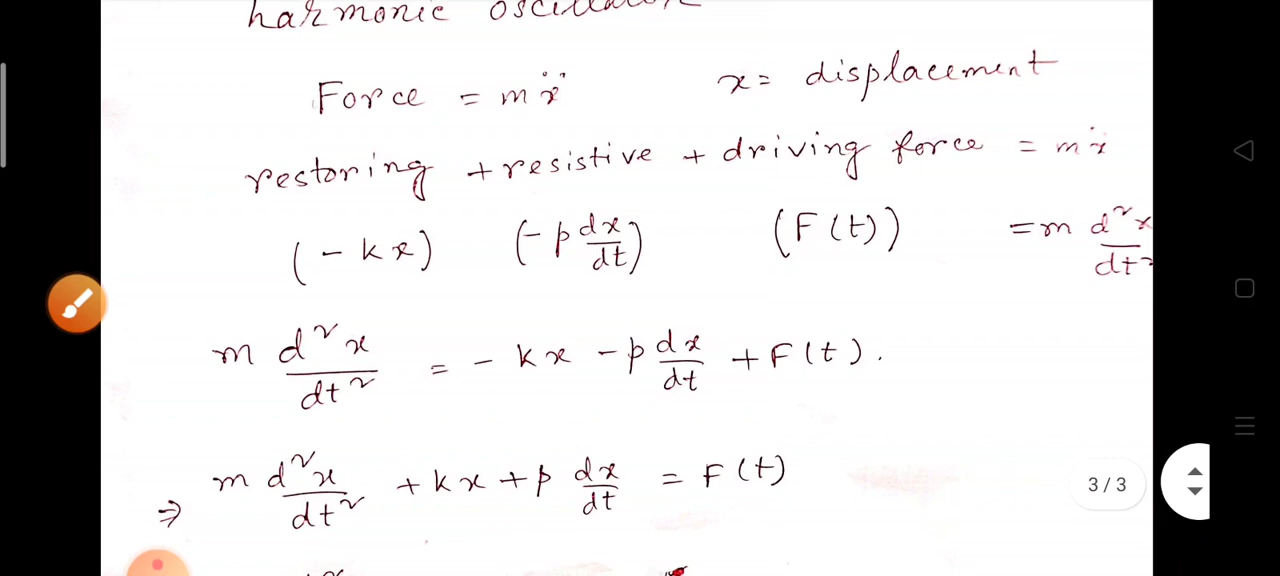 harmonic oscillator
Force = mẍ x = displacement
restoring + resistive + driving force = mẍ
(- kx) (-p dx/dt) (F(t)) = m d²x/dt²
m d²x/dt² = - kx - p dx/dt + F(t).
⇒ m d²x/dt² + kx + p dx/dt = F(t)
3/3